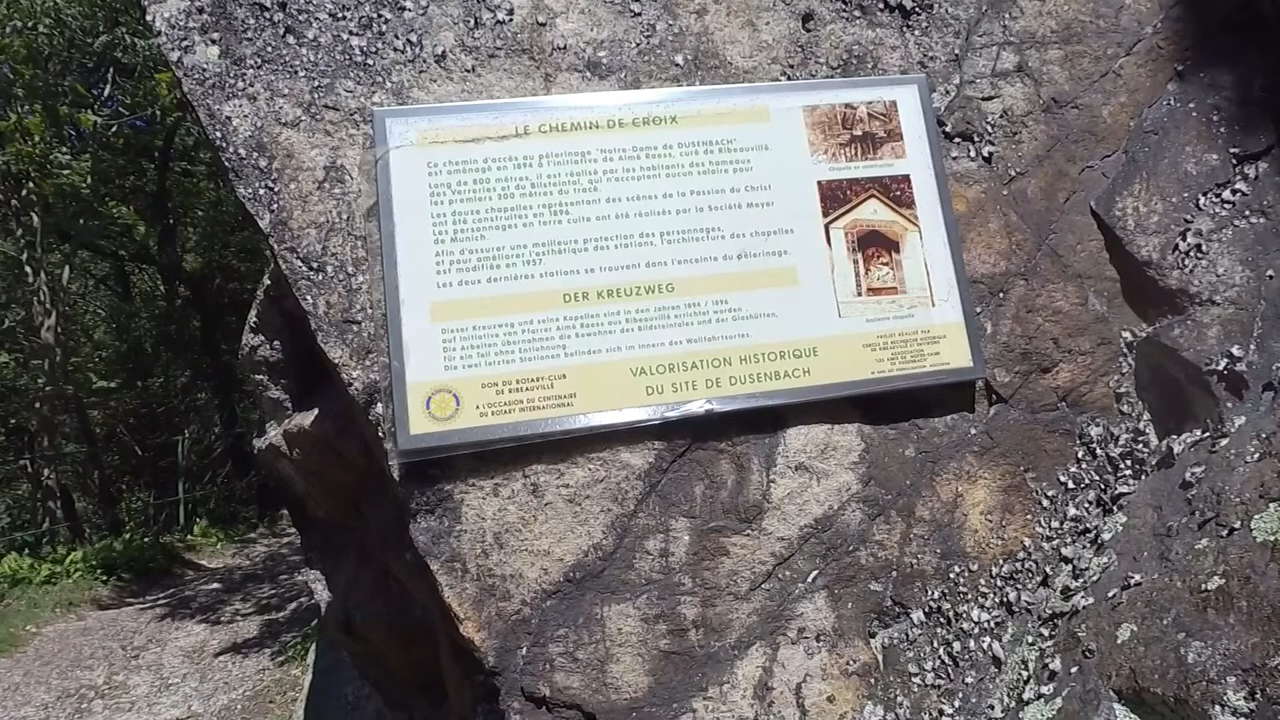 LE CHEMIN DE CROIX
Ce chemin d'accès au pèlerinage "Notre-Dame de DUSENBACH"
est aménagé en 1894 à l'initiative de Aimé Raess, curé de Ribeauvillé.
Long de 800 mètres, il est réalisé par les habitants des hameaux
des Verreries et du Bilsteintal, qui n'acceptent aucun salaire pour
les premiers 200 mètres du tracé.
Les douze chapelles représentant des scènes de la Passion du Christ
ont été construites en 1896.
Les personnages en terre cuite ont été réalisés par la Société Meyer
de Munich.
Afin d'assurer une meilleure protection des personnages,
et pour améliorer l'esthétique des stations, l'architecture des chapelles
est modifiée en 1957.
Les deux dernières stations se trouvent dans l'enceinte du pèlerinage.
DER KREUZWEG
Dieser Kreuzweg und seine Kapellen sind in den Jahren 1894 / 1896
auf Initiative von Pfarrer Aimé Raess aus Ribeauvillé errichtet worden.
Die Arbeiten übernahmen die Bewohner des Bildsteintales und der Glashütten,
für ein Teil ohne Entlohnung.
Die zwei letzten Stationen befinden sich im Innern des Wallfahrtsortes.
Chapelle en construction
Ancienne chapelle
DON DU ROTARY-CLUB
DE RIBEAUVILLÉ
A L'OCCASION DU CENTENAIRE
DU ROTARY INTERNATIONNAL
VALORISATION HISTORIQUE
DU SITE DE DUSENBACH
PROJET RÉALISÉ PAR
CERCLE DE RECHERCHE HISTORIQUE
DE RIBEAUVILLÉ ET ENVIRONS
ASSOCIATION
"LES AMIS DE NOTRE-DAME
DE DUSENBACH"